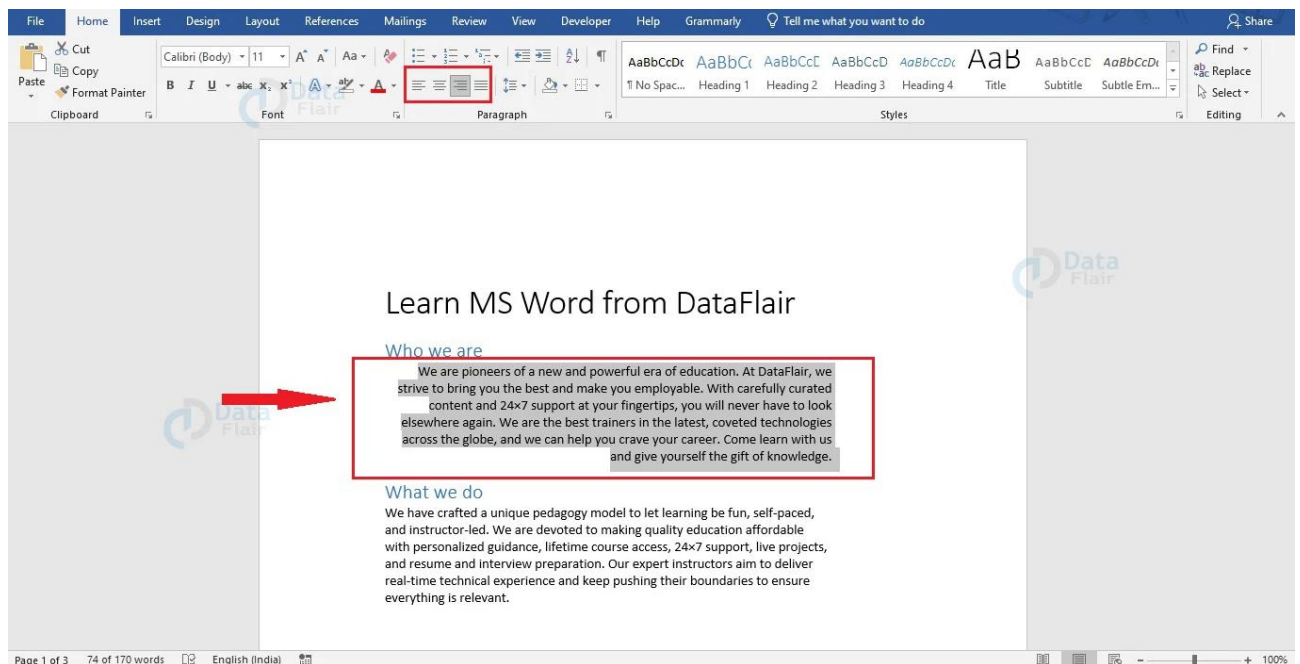 File Home Insert Design Layout References Mailings Review View Developer Help Grammarly Tell me what you want to do Share
Cut
Copy
Format Painter
Paste
Clipboard
Calibri (Body) 11 A A Aa
B I U abc x₂ x² A aby A
Font
Paragraph
AaBbCcDc AaBbCc AaBbCcE AaBbCcD AaBbCcDc AaB AaBbCcD AaBbCcDc
¶ No Spac... Heading 1 Heading 2 Heading 3 Heading 4 Title Subtitle Subtle Em...
Styles
Find
Replace
Select
Editing
Data
Flair
Learn MS Word from DataFlair
Data
Flair
Who we are
We are pioneers of a new and powerful era of education. At DataFlair, we
strive to bring you the best and make you employable. With carefully curated
content and 24×7 support at your fingertips, you will never have to look
elsewhere again. We are the best trainers in the latest, coveted technologies
across the globe, and we can help you crave your career. Come learn with us
and give yourself the gift of knowledge.
Data
Flair
What we do
We have crafted a unique pedagogy model to let learning be fun, self-paced,
and instructor-led. We are devoted to making quality education affordable
with personalized guidance, lifetime course access, 24×7 support, live projects,
and resume and interview preparation. Our expert instructors aim to deliver
real-time technical experience and keep pushing their boundaries to ensure
everything is relevant.
Page 1 of 3 74 of 170 words English (India) 100%